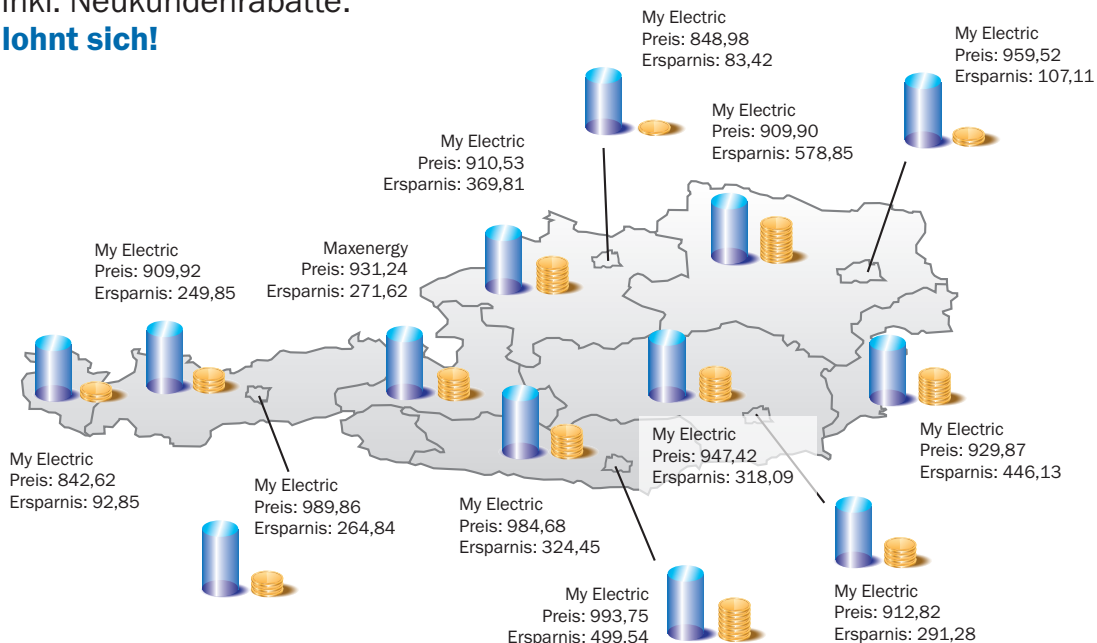 inkl. Neukundenrabatte.
lohnt sich!
My Electric
Preis: 848,98
Ersparnis: 83,42
My Electric
Preis: 959,52
Ersparnis: 107,11
My Electric
Preis: 909,90
Ersparnis: 578,85
My Electric
Preis: 910,53
Ersparnis: 369,81
My Electric
Preis: 909,92
Ersparnis: 249,85
Maxenergy
Preis: 931,24
Ersparnis: 271,62
My Electric
Preis: 842,62
Ersparnis: 92,85
My Electric
Preis: 989,86
Ersparnis: 264,84
My Electric
Preis: 984,68
Ersparnis: 324,45
My Electric
Preis: 947,42
Ersparnis: 318,09
My Electric
Preis: 929,87
Ersparnis: 446,13
My Electric
Preis: 993,75
Ersparnis: 499,54
My Electric
Preis: 912,82
Ersparnis: 291,28